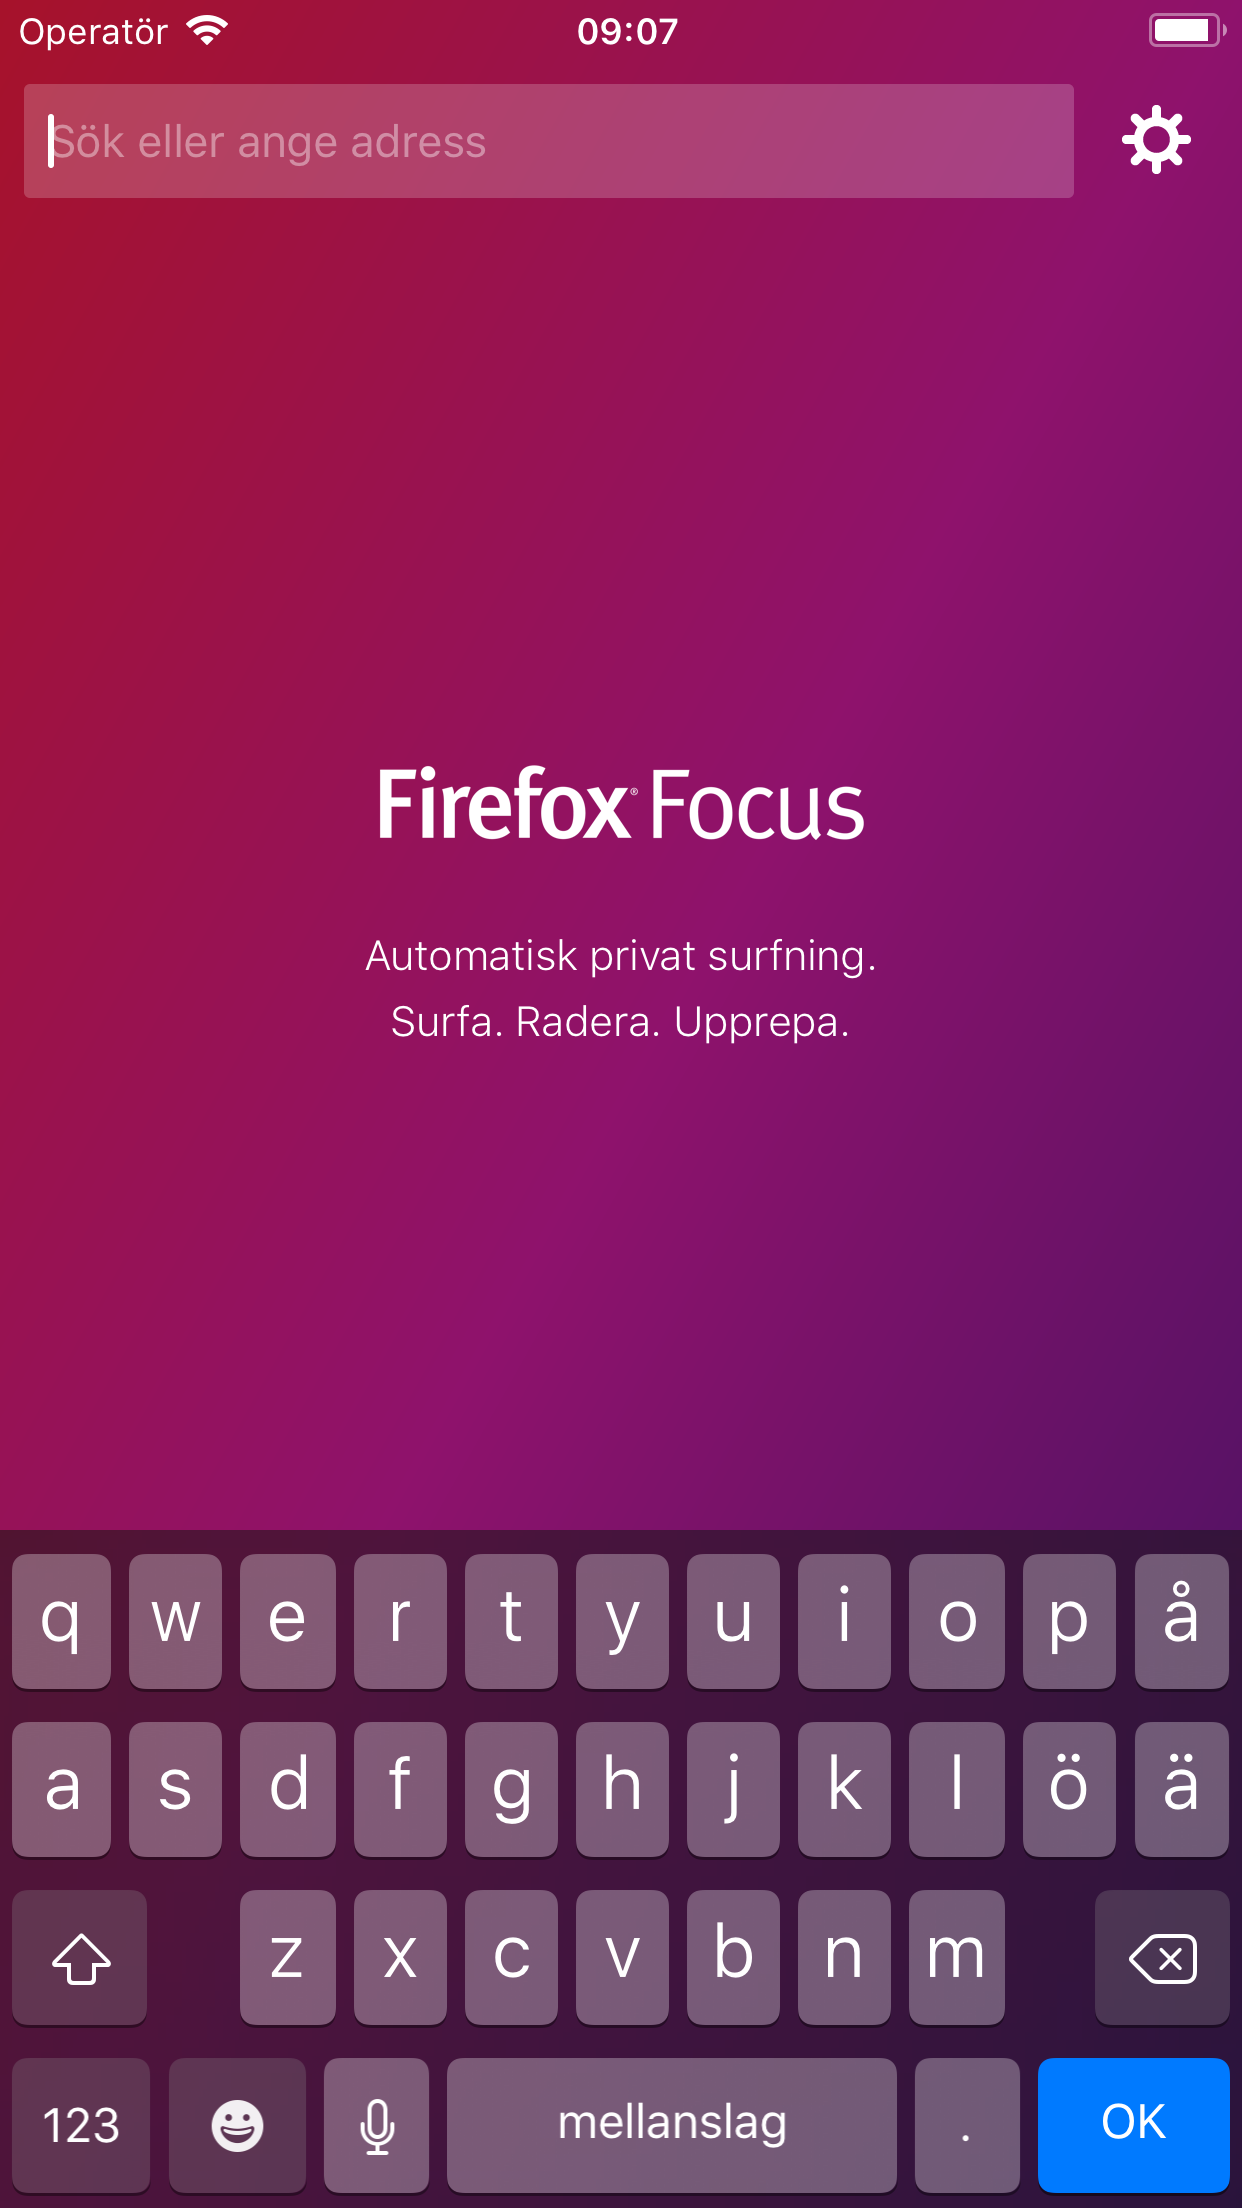 Operatör 09:07
Sök eller ange adress
Firefox® Focus
Automatisk privat surfning.
Surfa. Radera. Upprepa.
q w e r t y u i o p å
a s d f g h j k l ö ä
z x c v b n m
123 mellanslag . OK